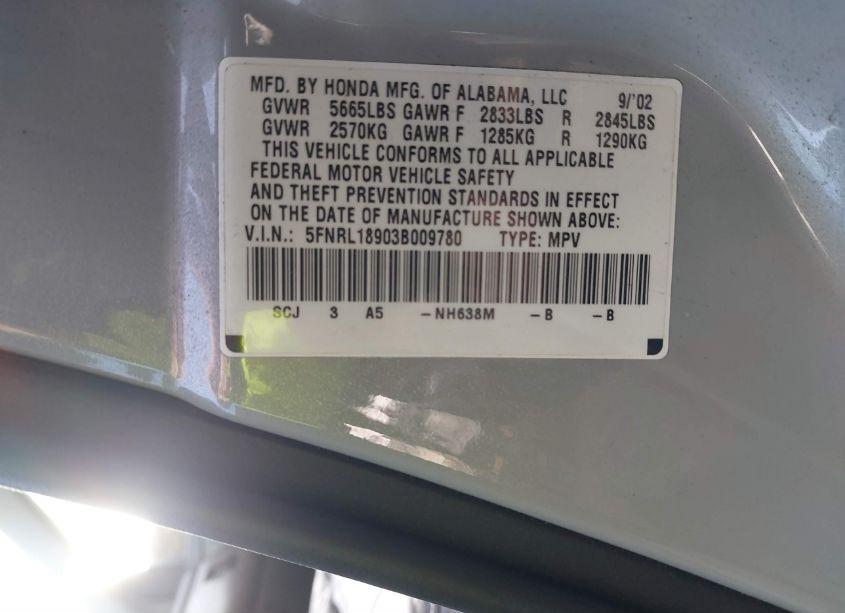 MFD. BY HONDA MFG. OF ALABAMA, LLC 9/'02
GVWR 5665LBS GAWR F 2833LBS R 2845LBS
GVWR 2570KG GAWR F 1285KG R 1290KG
THIS VEHICLE CONFORMS TO ALL APPLICABLE
FEDERAL MOTOR VEHICLE SAFETY
AND THEFT PREVENTION STANDARDS IN EFFECT
ON THE DATE OF MANUFACTURE SHOWN ABOVE:
V.I.N.: 5FNRL18903B009780 TYPE: MPV
SCJ 3 A5 -NH638M -B -B